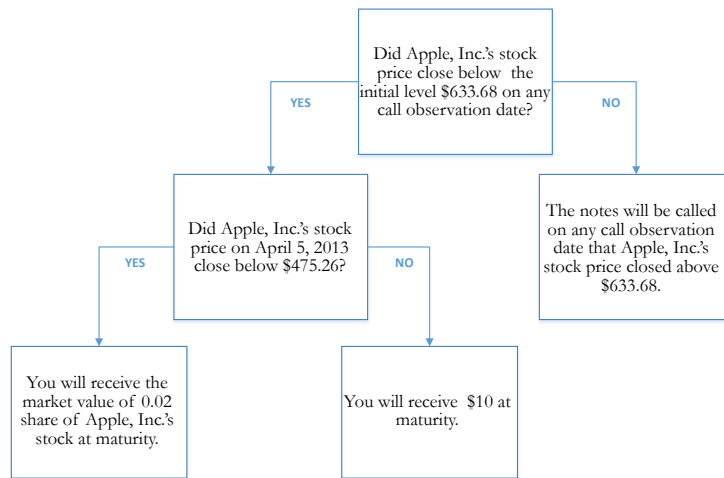 Did Apple, Inc.'s stock
price close below the
initial level $633.68 on any
call observation date?
YES
NO
Did Apple, Inc.'s stock
price on April 5, 2013
close below $475.26?
The notes will be called
on any call observation
date that Apple, Inc.'s
stock price closed above
$633.68.
YES
NO
You will receive the
market value of 0.02
share of Apple, Inc.'s
stock at maturity.
You will receive $10 at
maturity.